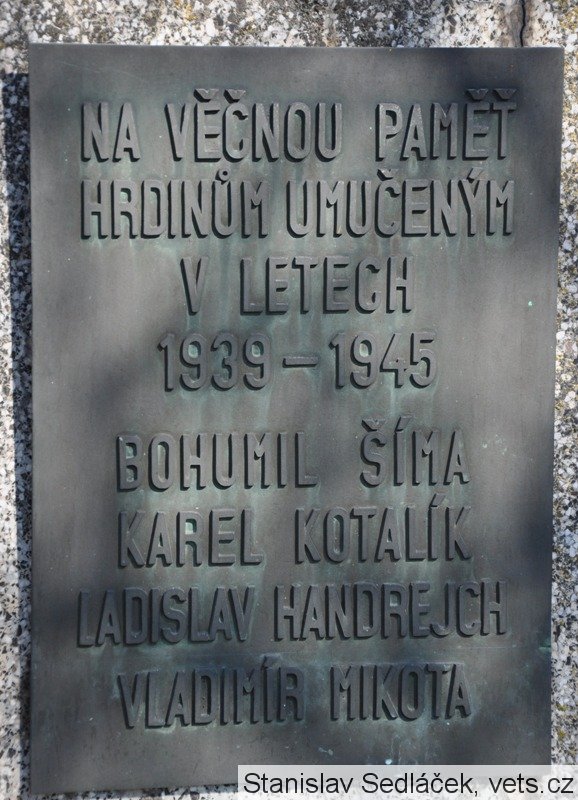 NA VĚČNOU PAMĚŤ
HRDINŮM UMUČENÝM
V LETECH
1939 – 1945
BOHUMIL ŠÍMA
KAREL KOTALÍK
LADISLAV HANDREJCH
VLADIMÍR MIKOTA
Stanislav Sedláček, vets.cz